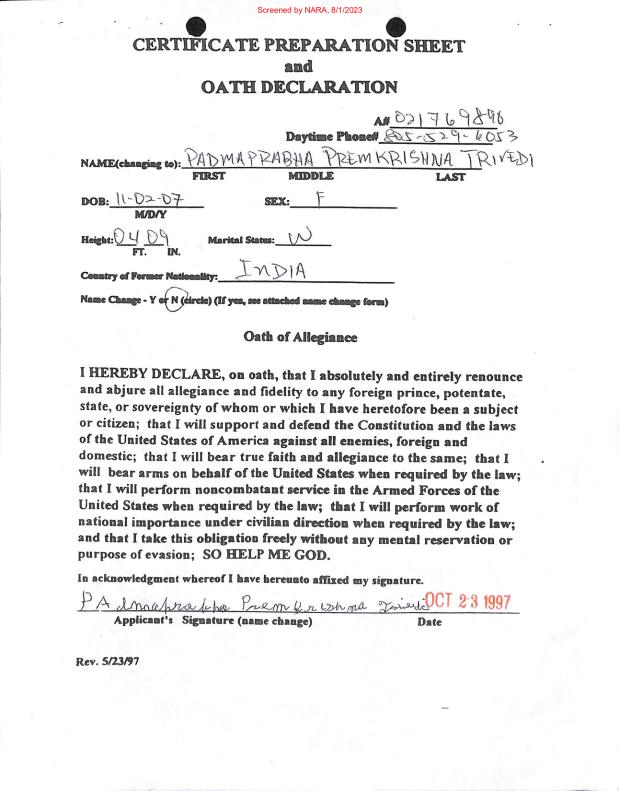 Screened by NARA, 8/1/2023
CERTIFICATE PREPARATION SHEET
and
OATH DECLARATION
A# 021769896
Daytime Phone# 805-529-6053
NAME(changing to): PADMAPRABHA PREMKRISHNA TRIVEDI
FIRST MIDDLE LAST
DOB: 11-02-07 SEX: F
M/D/Y
Height: 04 09 Marital Status: W
FT. IN.
Country of Former Nationality: INDIA
Name Change - Y or N (circle) (If yes, see attached name change form)
Oath of Allegiance
I HEREBY DECLARE, on oath, that I absolutely and entirely renounce
and abjure all allegiance and fidelity to any foreign prince, potentate,
state, or sovereignty of whom or which I have heretofore been a subject
or citizen; that I will support and defend the Constitution and the laws
of the United States of America against all enemies, foreign and
domestic; that I will bear true faith and allegiance to the same; that I
will bear arms on behalf of the United States when required by the law;
that I will perform noncombatant service in the Armed Forces of the
United States when required by the law; that I will perform work of
national importance under civilian direction when required by the law;
and that I take this obligation freely without any mental reservation or
purpose of evasion; SO HELP ME GOD.
In acknowledgment whereof I have hereunto affixed my signature.
PAdmaprabha Premkrishna Trivedi OCT 23 1997
Applicant's Signature (name change) Date
Rev. 5/23/97